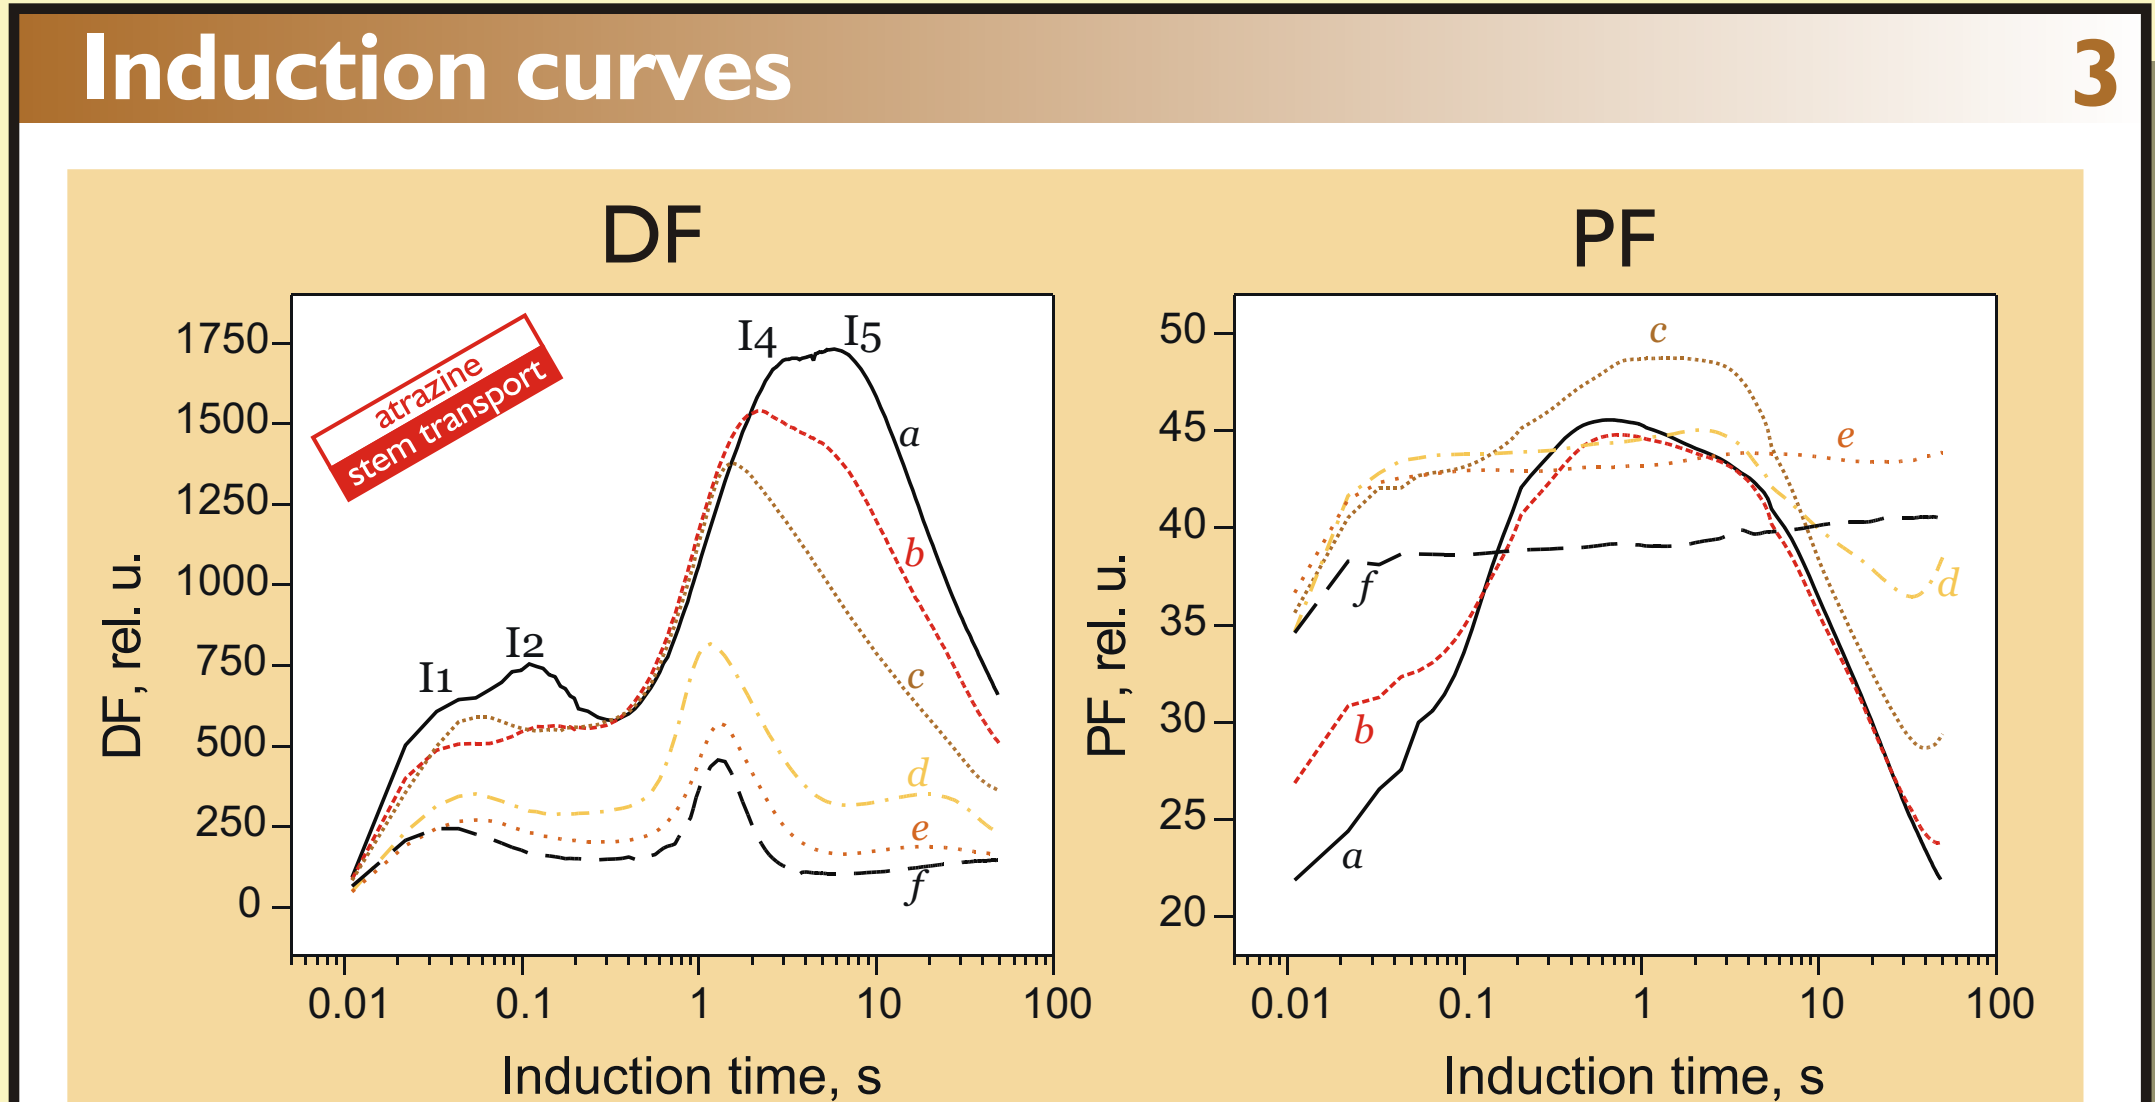 Induction curves
3
DF
1750
1500
1250
1000
750
500
250
0
DF, rel. u.
atrazine
stem transport
I1
I2
I4
I5
a
b
c
d
e
f
0.01
0.1
1
10
100
Induction time, s
PF
50
45
40
35
30
25
20
PF, rel. u.
c
e
d
f
b
a
0.01
0.1
1
10
100
Induction time, s